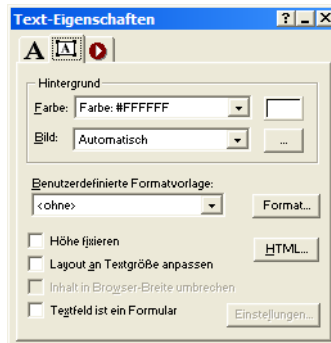 Text-Eigenschaften
A A
Hintergrund
Farbe: Farbe: #FFFFFF
Bild: Automatisch ...
Benutzerdefinierte Formatvorlage:
<ohne> Format...
Höhe fixieren
HTML...
Layout an Textgröße anpassen
Inhalt in Browser-Breite umbrechen
Textfeld ist ein Formular
Einstellungen...